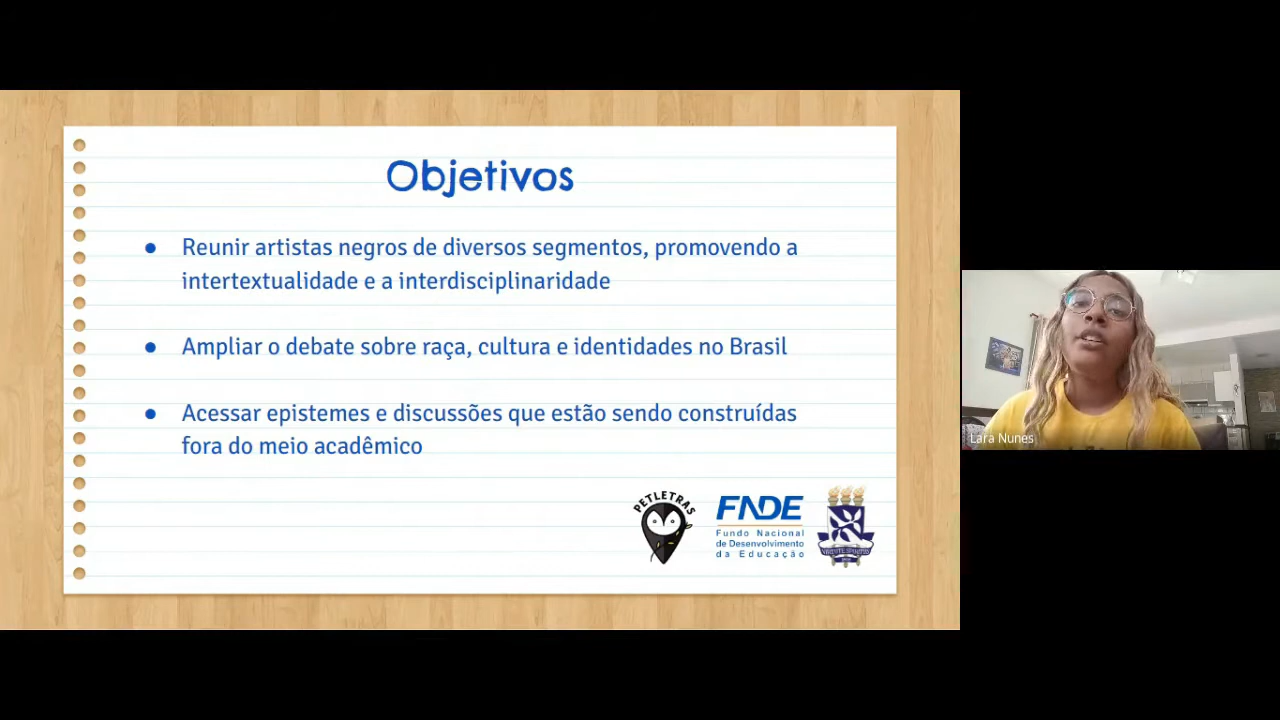 Objetivos
● Reunir artistas negros de diversos segmentos, promovendo a
intertextualidade e a interdisciplinaridade
● Ampliar o debate sobre raça, cultura e identidades no Brasil
● Acessar epistemes e discussões que estão sendo construídas
fora do meio acadêmico
PETLETRAS
FNDE
Fundo Nacional
de Desenvolvimento
da Educação
Lara Nunes